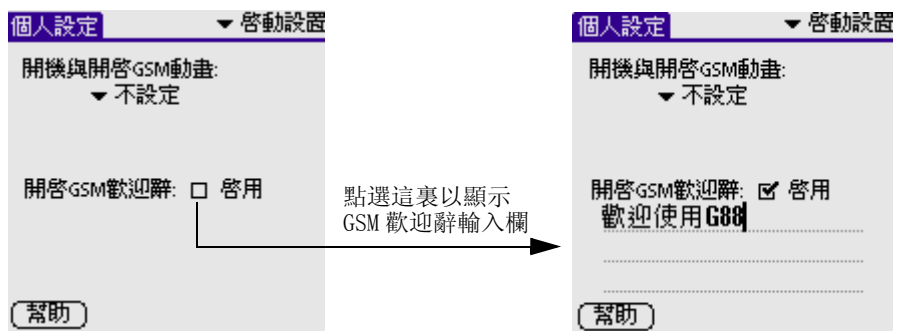 個人設定 ▼ 啓動設置
開機與開啓GSM動畫:
▼ 不設定
開啓GSM歡迎辭: □ 啓用
幫助
點選這裏以顯示
GSM 歡迎辭輸入欄
個人設定 ▼ 啓動設置
開機與開啓GSM動畫:
▼ 不設定
開啓GSM歡迎辭: ☑ 啓用
歡迎使用G88
幫助